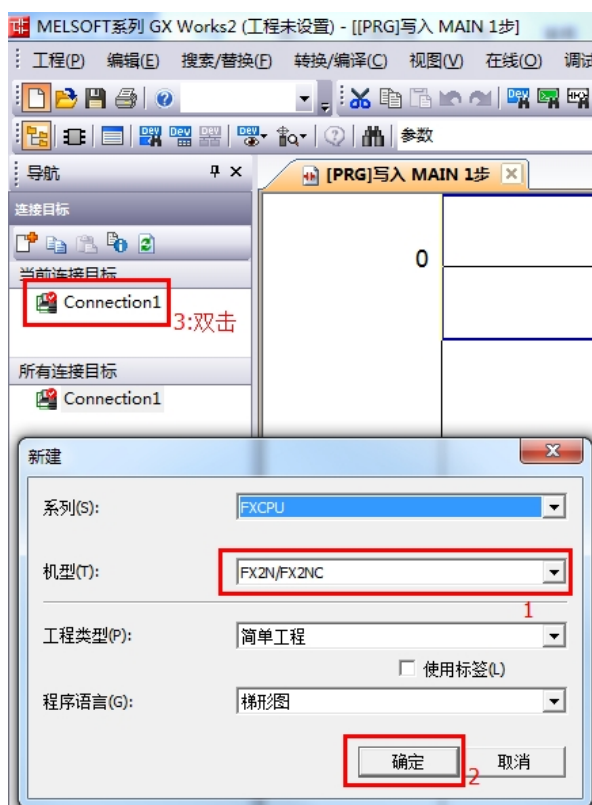 MELSOFT系列 GX Works2 (工程未设置) - [[PRG]写入 MAIN 1步]
工程(P) 编辑(E) 搜索/替换(F) 转换/编译(C) 视图(V) 在线(O) 调试
参数
导航
[PRG]写入 MAIN 1步
连接目标
0
当前连接目标
Connection1
3:双击
所有连接目标
Connection1
新建
系列(S):
FXCPU
机型(T):
FX2N/FX2NC
1
工程类型(P):
简单工程
使用标签(L)
程序语言(G):
梯形图
确定
2
取消